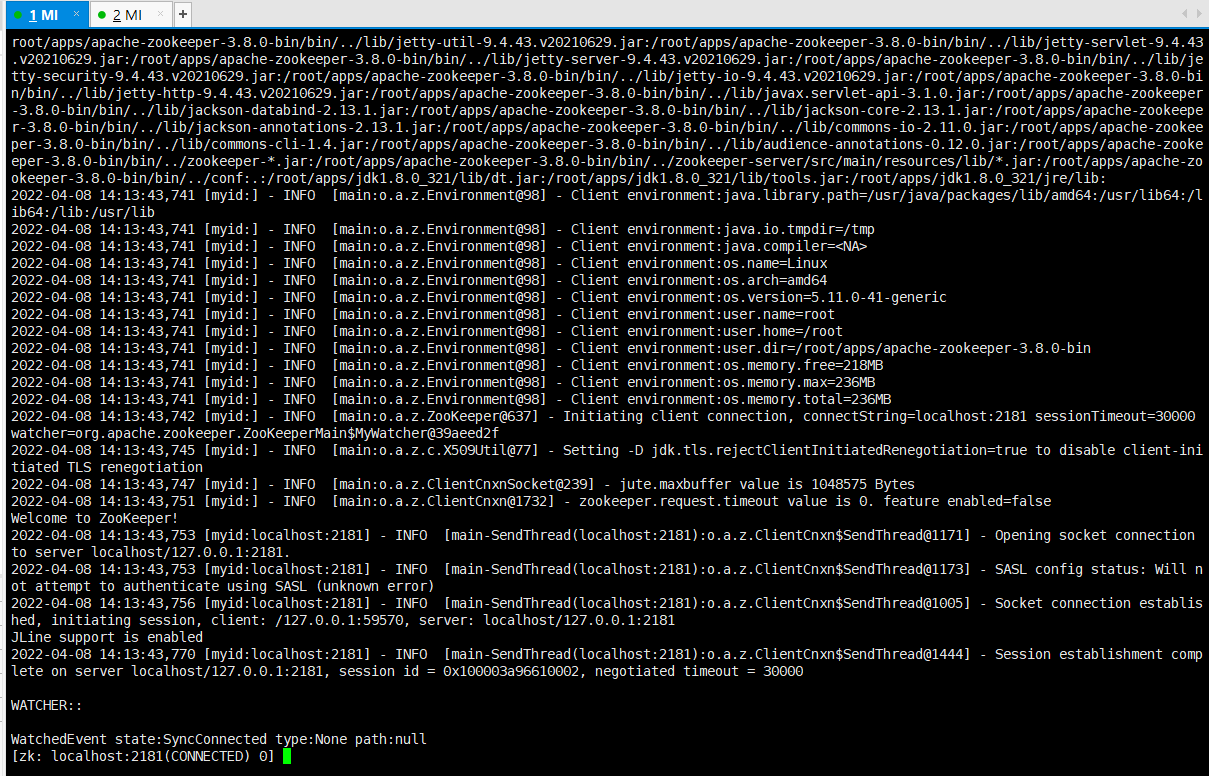 1 MI × 2 MI × +
root/apps/apache-zookeeper-3.8.0-bin/bin/../lib/jetty-util-9.4.43.v20210629.jar:/root/apps/apache-zookeeper-3.8.0-bin/bin/../lib/jetty-servlet-9.4.43
.v20210629.jar:/root/apps/apache-zookeeper-3.8.0-bin/bin/../lib/jetty-server-9.4.43.v20210629.jar:/root/apps/apache-zookeeper-3.8.0-bin/bin/../lib/je
tty-security-9.4.43.v20210629.jar:/root/apps/apache-zookeeper-3.8.0-bin/bin/../lib/jetty-io-9.4.43.v20210629.jar:/root/apps/apache-zookeeper-3.8.0-bi
n/bin/../lib/jetty-http-9.4.43.v20210629.jar:/root/apps/apache-zookeeper-3.8.0-bin/bin/../lib/javax.servlet-api-3.1.0.jar:/root/apps/apache-zookeeper
-3.8.0-bin/bin/../lib/jackson-databind-2.13.1.jar:/root/apps/apache-zookeeper-3.8.0-bin/bin/../lib/jackson-core-2.13.1.jar:/root/apps/apache-zookeepe
r-3.8.0-bin/bin/../lib/jackson-annotations-2.13.1.jar:/root/apps/apache-zookeeper-3.8.0-bin/bin/../lib/commons-io-2.11.0.jar:/root/apps/apache-zookee
per-3.8.0-bin/bin/../lib/commons-cli-1.4.jar:/root/apps/apache-zookeeper-3.8.0-bin/bin/../lib/audience-annotations-0.12.0.jar:/root/apps/apache-zooke
eper-3.8.0-bin/bin/../zookeeper-*.jar:/root/apps/apache-zookeeper-3.8.0-bin/bin/../zookeeper-server/src/main/resources/lib/*.jar:/root/apps/apache-zo
okeeper-3.8.0-bin/bin/../conf:.:/root/apps/jdk1.8.0_321/lib/dt.jar:/root/apps/jdk1.8.0_321/lib/tools.jar:/root/apps/jdk1.8.0_321/jre/lib:
2022-04-08 14:13:43,741 [myid:] - INFO  [main:o.a.z.Environment@98] - Client environment:java.library.path=/usr/java/packages/lib/amd64:/usr/lib64:/l
ib64:/lib:/usr/lib
2022-04-08 14:13:43,741 [myid:] - INFO  [main:o.a.z.Environment@98] - Client environment:java.io.tmpdir=/tmp
2022-04-08 14:13:43,741 [myid:] - INFO  [main:o.a.z.Environment@98] - Client environment:java.compiler=<NA>
2022-04-08 14:13:43,741 [myid:] - INFO  [main:o.a.z.Environment@98] - Client environment:os.name=Linux
2022-04-08 14:13:43,741 [myid:] - INFO  [main:o.a.z.Environment@98] - Client environment:os.arch=amd64
2022-04-08 14:13:43,741 [myid:] - INFO  [main:o.a.z.Environment@98] - Client environment:os.version=5.11.0-41-generic
2022-04-08 14:13:43,741 [myid:] - INFO  [main:o.a.z.Environment@98] - Client environment:user.name=root
2022-04-08 14:13:43,741 [myid:] - INFO  [main:o.a.z.Environment@98] - Client environment:user.home=/root
2022-04-08 14:13:43,741 [myid:] - INFO  [main:o.a.z.Environment@98] - Client environment:user.dir=/root/apps/apache-zookeeper-3.8.0-bin
2022-04-08 14:13:43,741 [myid:] - INFO  [main:o.a.z.Environment@98] - Client environment:os.memory.free=218MB
2022-04-08 14:13:43,741 [myid:] - INFO  [main:o.a.z.Environment@98] - Client environment:os.memory.max=236MB
2022-04-08 14:13:43,741 [myid:] - INFO  [main:o.a.z.Environment@98] - Client environment:os.memory.total=236MB
2022-04-08 14:13:43,742 [myid:] - INFO  [main:o.a.z.ZooKeeper@637] - Initiating client connection, connectString=localhost:2181 sessionTimeout=30000
watcher=org.apache.zookeeper.ZooKeeperMain$MyWatcher@39aeed2f
2022-04-08 14:13:43,745 [myid:] - INFO  [main:o.a.z.c.X509Util@77] - Setting -D jdk.tls.rejectClientInitiatedRenegotiation=true to disable client-ini
tiated TLS renegotiation
2022-04-08 14:13:43,747 [myid:] - INFO  [main:o.a.z.ClientCnxnSocket@239] - jute.maxbuffer value is 1048575 Bytes
2022-04-08 14:13:43,751 [myid:] - INFO  [main:o.a.z.ClientCnxn@1732] - zookeeper.request.timeout value is 0. feature enabled=false
Welcome to ZooKeeper!
2022-04-08 14:13:43,753 [myid:localhost:2181] - INFO  [main-SendThread(localhost:2181):o.a.z.ClientCnxn$SendThread@1171] - Opening socket connection
to server localhost/127.0.0.1:2181.
2022-04-08 14:13:43,753 [myid:localhost:2181] - INFO  [main-SendThread(localhost:2181):o.a.z.ClientCnxn$SendThread@1173] - SASL config status: Will n
ot attempt to authenticate using SASL (unknown error)
2022-04-08 14:13:43,756 [myid:localhost:2181] - INFO  [main-SendThread(localhost:2181):o.a.z.ClientCnxn$SendThread@1005] - Socket connection establis
hed, initiating session, client: /127.0.0.1:59570, server: localhost/127.0.0.1:2181
JLine support is enabled
2022-04-08 14:13:43,770 [myid:localhost:2181] - INFO  [main-SendThread(localhost:2181):o.a.z.ClientCnxn$SendThread@1444] - Session establishment comp
lete on server localhost/127.0.0.1:2181, session id = 0x100003a96610002, negotiated timeout = 30000
WATCHER::
WatchedEvent state:SyncConnected type:None path:null
[zk: localhost:2181(CONNECTED) 0]